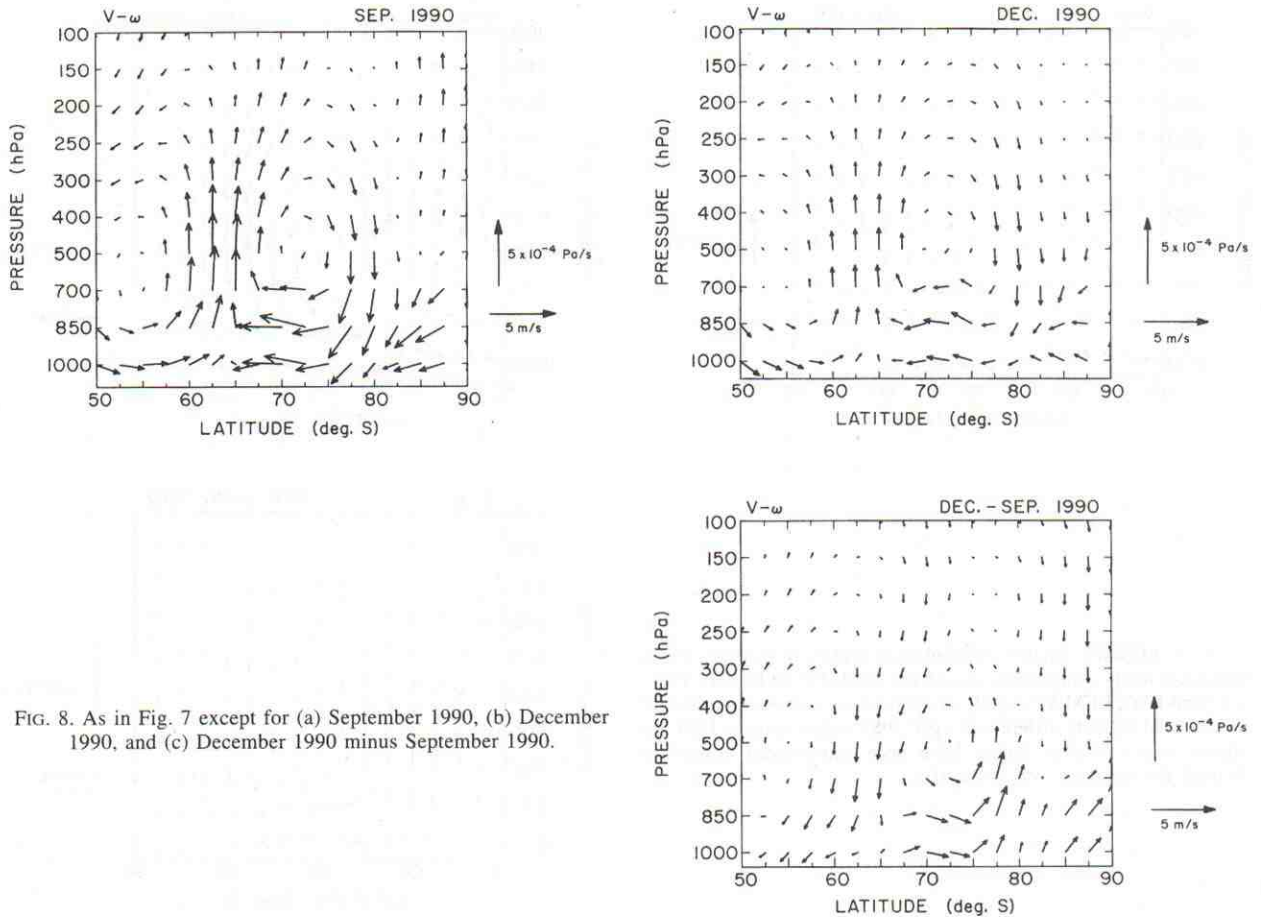 V-ω SEP. 1990
100
150
200
250
300
400
500
700
850
1000
PRESSURE (hPa)
50 60 70 80 90
LATITUDE (deg. S)
5 x 10⁻⁴ Pa/s
5 m/s
V-ω DEC. 1990
100
150
200
250
300
400
500
700
850
1000
PRESSURE (hPa)
50 60 70 80 90
LATITUDE (deg. S)
5 x 10⁻⁴ Pa/s
5 m/s
V-ω DEC. - SEP. 1990
100
150
200
250
300
400
500
700
850
1000
PRESSURE (hPa)
50 60 70 80 90
LATITUDE (deg. S)
5 x 10⁻⁴ Pa/s
5 m/s
FIG. 8. As in Fig. 7 except for (a) September 1990, (b) December
1990, and (c) December 1990 minus September 1990.